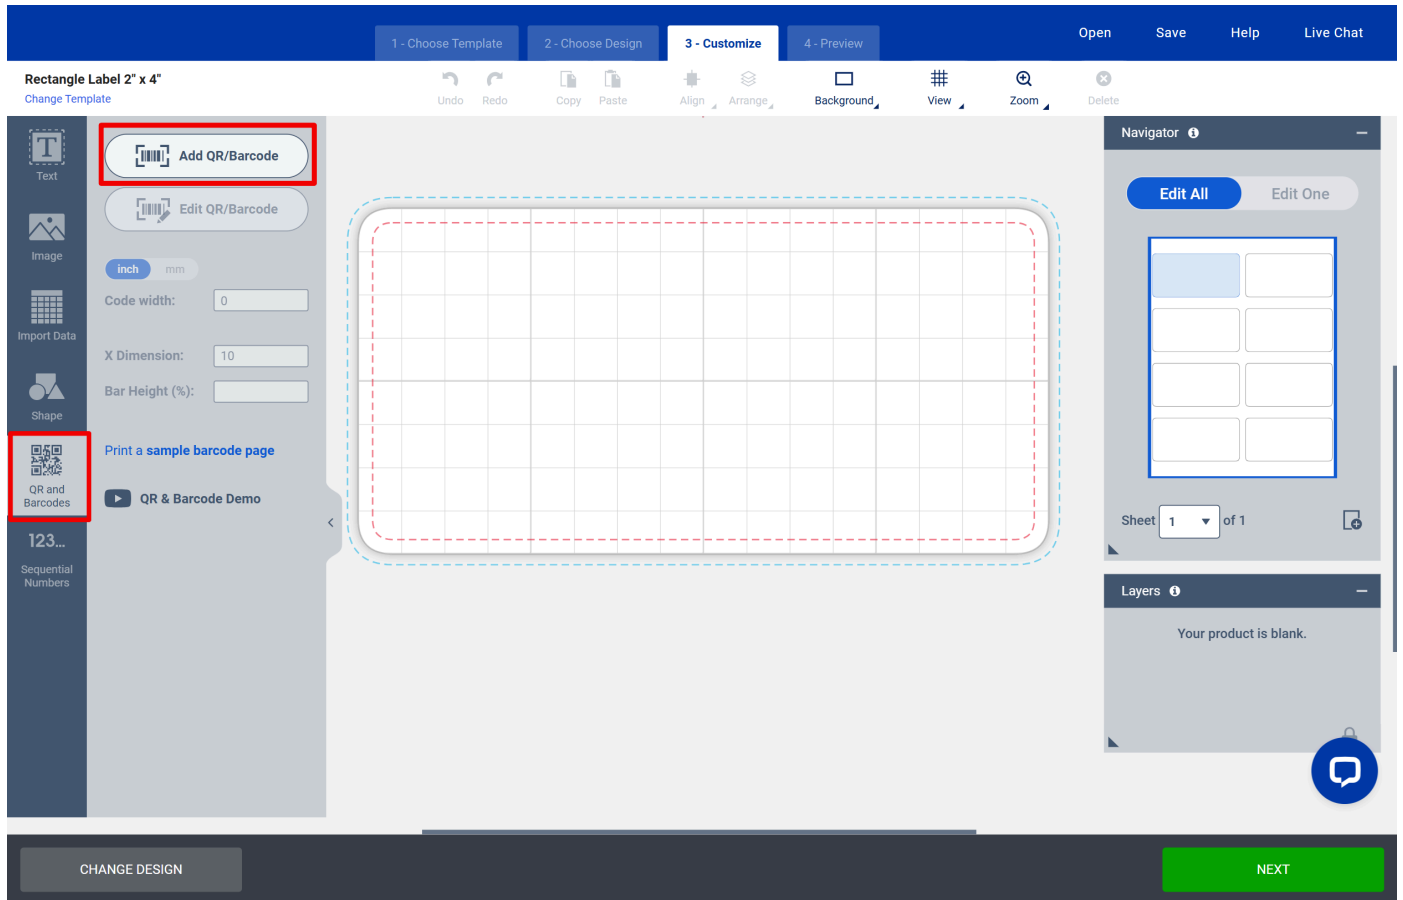 1 - Choose Template
2 - Choose Design
3 - Customize
4 - Preview
Open
Save
Help
Live Chat
Rectangle Label 2" x 4"
Change Template
Undo
Redo
Copy
Paste
Align
Arrange
Background
View
Zoom
Delete
Text
Image
Import Data
Shape
QR and
Barcodes
123...
Sequential
Numbers
Add QR/Barcode
Edit QR/Barcode
inch
mm
Code width:
0
X Dimension:
10
Bar Height (%):
Print a sample barcode page
QR & Barcode Demo
Navigator
Edit All
Edit One
Sheet 1 of 1
Layers
Your product is blank.
CHANGE DESIGN
NEXT